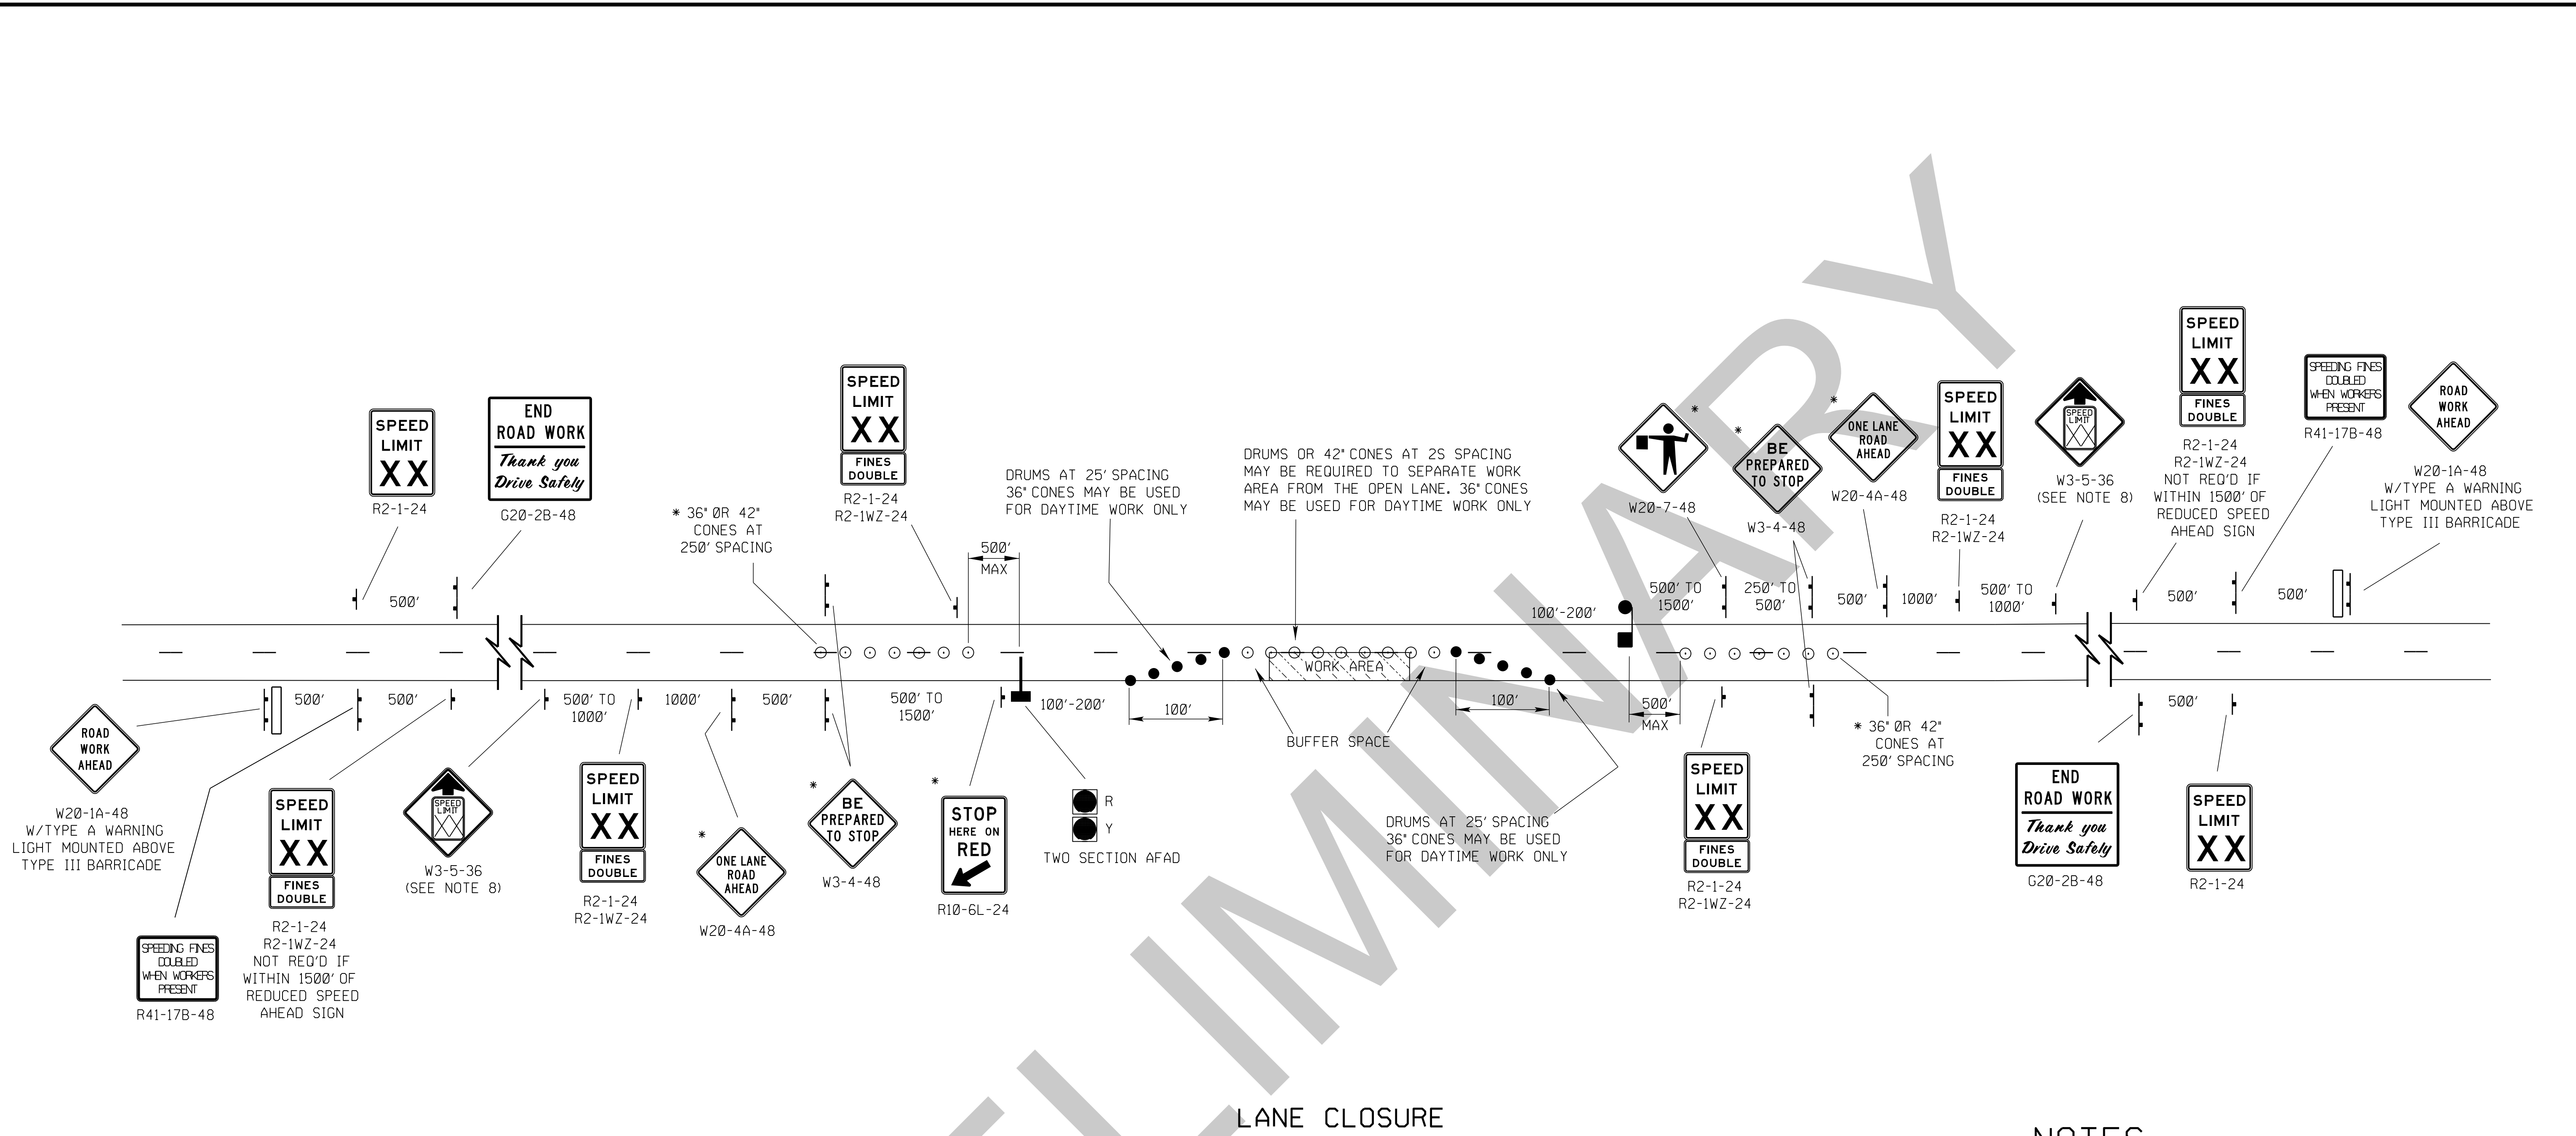 SPEED
LIMIT
XX
R2-1-24
END
ROAD WORK
Thank you
Drive Safely
G20-2B-48
* 36" ØR 42"
CONES AT
250' SPACING
SPEED
LIMIT
XX
FINES
DOUBLE
R2-1-24
R2-1WZ-24
500'
MAX
DRUMS AT 25' SPACING
36" CONES MAY BE USED
FOR DAYTIME WORK ONLY
DRUMS OR 42" CONES AT 2S SPACING
MAY BE REQUIRED TO SEPARATE WORK
AREA FROM THE OPEN LANE. 36" CONES
MAY BE USED FOR DAYTIME WORK ONLY
*
W20-7-48
*
BE
PREPARED
TO STOP
W3-4-48
*
ONE LANE
ROAD
AHEAD
W20-4A-48
SPEED
LIMIT
XX
FINES
DOUBLE
R2-1-24
R2-1WZ-24
SPEED
LIMIT
XX
W3-5-36
(SEE NOTE 8)
SPEED
LIMIT
XX
FINES
DOUBLE
R2-1-24
R2-1WZ-24
NOT REQ'D IF
WITHIN 1500' OF
REDUCED SPEED
AHEAD SIGN
SPEEDING FINES
DOUBLED
WHEN WORKERS
PRESENT
R41-17B-48
ROAD
WORK
AHEAD
W20-1A-48
W/TYPE A WARNING
LIGHT MOUNTED ABOVE
TYPE III BARRICADE
500'
100'-200'
500' TO
1500'
250' TO
500'
500'
1000'
500' TO
1000'
500'
500'
WORK AREA
500'
500'
500' TO
1000'
1000'
500'
500' TO
1500'
100'-200'
100'
BUFFER SPACE
100'
500'
MAX
* 36" ØR 42"
CONES AT
250' SPACING
500'
ROAD
WORK
AHEAD
W20-1A-48
W/TYPE A WARNING
LIGHT MOUNTED ABOVE
TYPE III BARRICADE
SPEEDING FINES
DOUBLED
WHEN WORKERS
PRESENT
R41-17B-48
SPEED
LIMIT
XX
FINES
DOUBLE
R2-1-24
R2-1WZ-24
NOT REQ'D IF
WITHIN 1500' OF
REDUCED SPEED
AHEAD SIGN
SPEED
LIMIT
XX
W3-5-36
(SEE NOTE 8)
SPEED
LIMIT
XX
FINES
DOUBLE
R2-1-24
R2-1WZ-24
*
ONE LANE
ROAD
AHEAD
W20-4A-48
*
BE
PREPARED
TO STOP
W3-4-48
*
STOP
HERE ON
RED
R10-6L-24
R
Y
TWO SECTION AFAD
DRUMS AT 25' SPACING
36" CONES MAY BE USED
FOR DAYTIME WORK ONLY
SPEED
LIMIT
XX
FINES
DOUBLE
R2-1-24
R2-1WZ-24
END
ROAD WORK
Thank you
Drive Safely
G20-2B-48
SPEED
LIMIT
XX
R2-1-24
LANE CLOSURE
NOTES